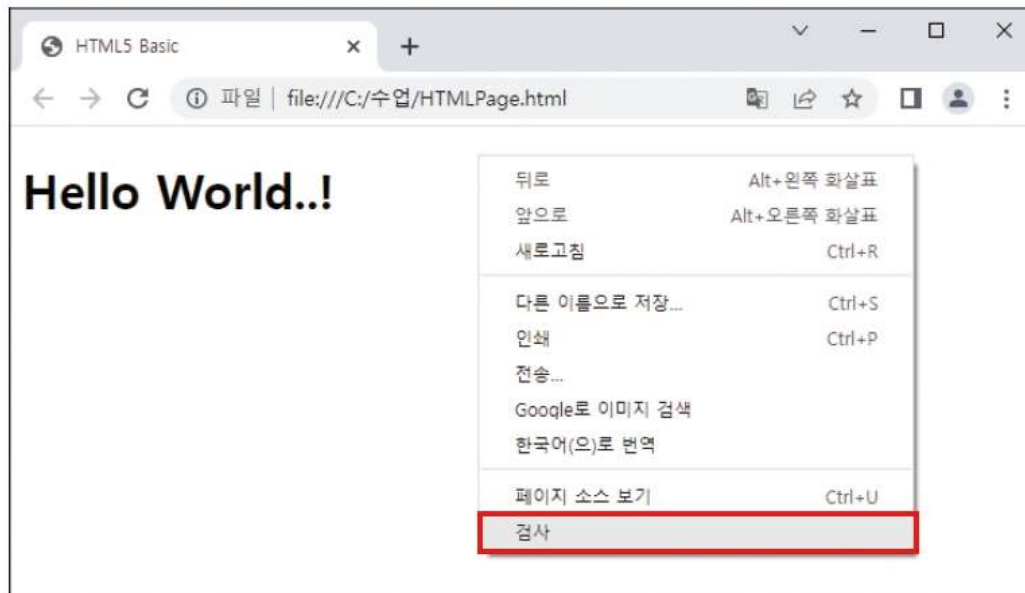 HTML5 Basic
파일 | file:///C:/수업/HTMLPage.html
Hello World..!
뒤로 Alt+왼쪽 화살표
앞으로 Alt+오른쪽 화살표
새로고침 Ctrl+R
다른 이름으로 저장... Ctrl+S
인쇄 Ctrl+P
전송...
Google로 이미지 검색
한국어(으)로 번역
페이지 소스 보기 Ctrl+U
검사